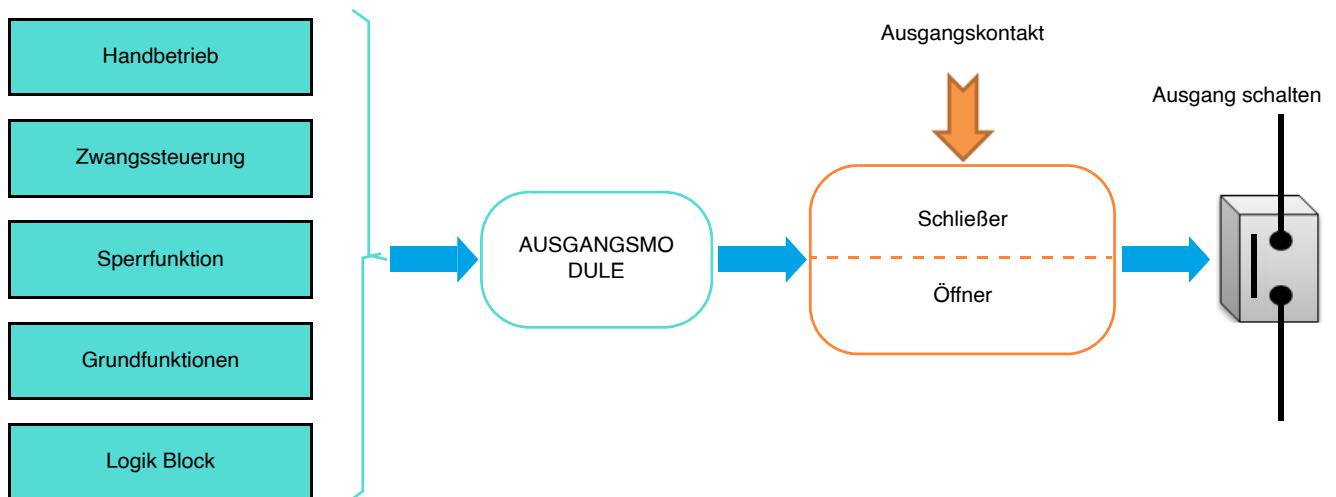 Handbetrieb
Zwangssteuerung
Sperrfunktion
Grundfunktionen
Logik Block
AUSGANGSMO
DULE
Ausgangskontakt
Schließer
Öffner
Ausgang schalten